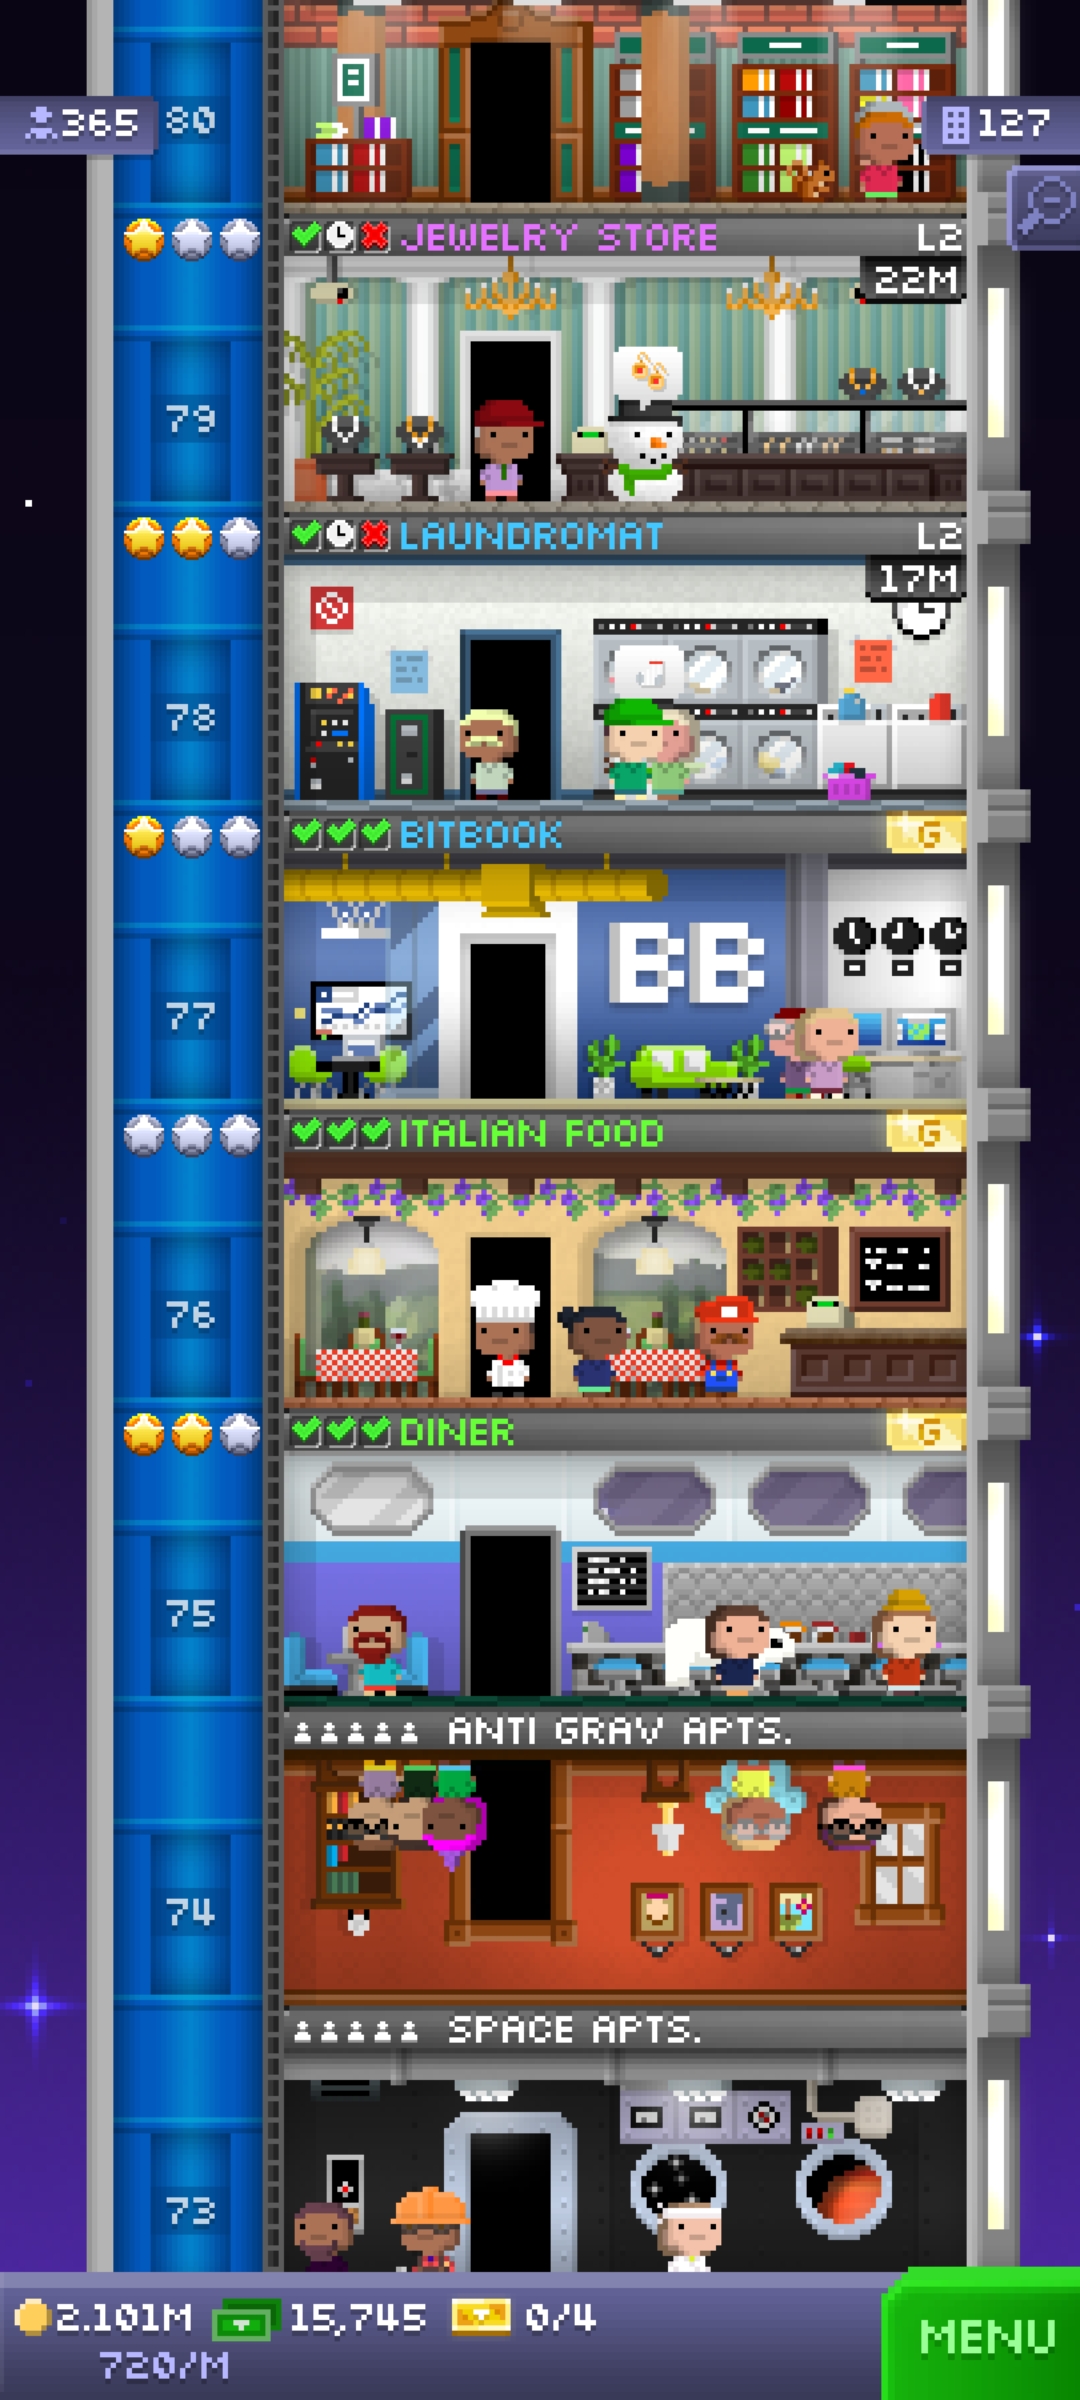 365
80
127
JEWELRY STORE
L2
22M
79
LAUNDROMAT
L2
17M
78
BITBOOK
G
BB
77
ITALIAN FOOD
G
76
DINER
G
75
ANTI GRAV APTS.
74
SPACE APTS.
73
2.101M
15,745
0/4
720/M
MENU